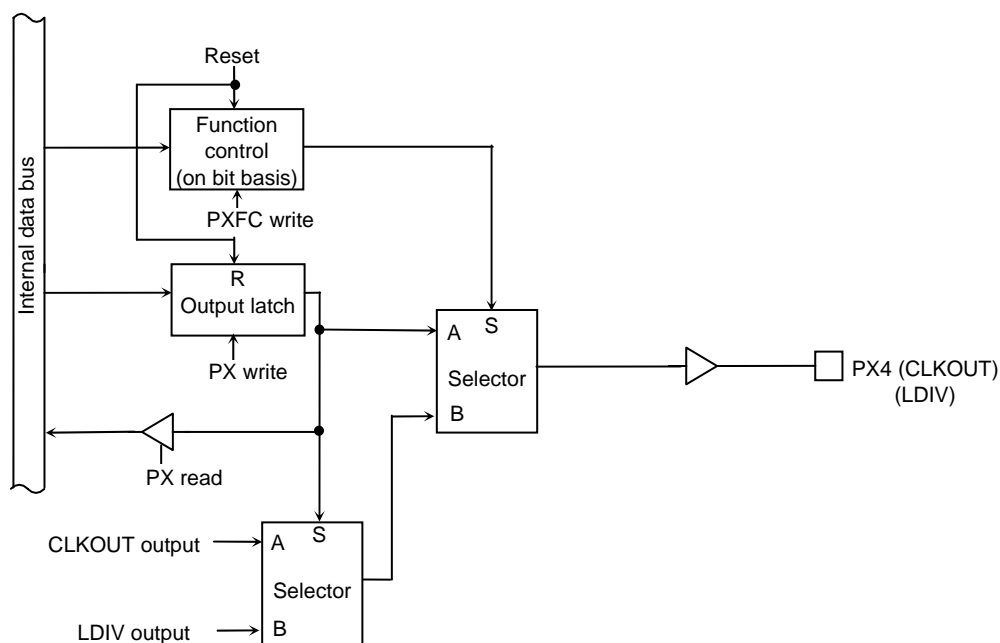 Reset
Function
control
(on bit basis)
PXFC write
Internal data bus
R
Output latch
PX write
A
S
Selector
B
PX4 (CLKOUT)
(LDIV)
PX read
CLKOUT output
A
S
Selector
LDIV output
B